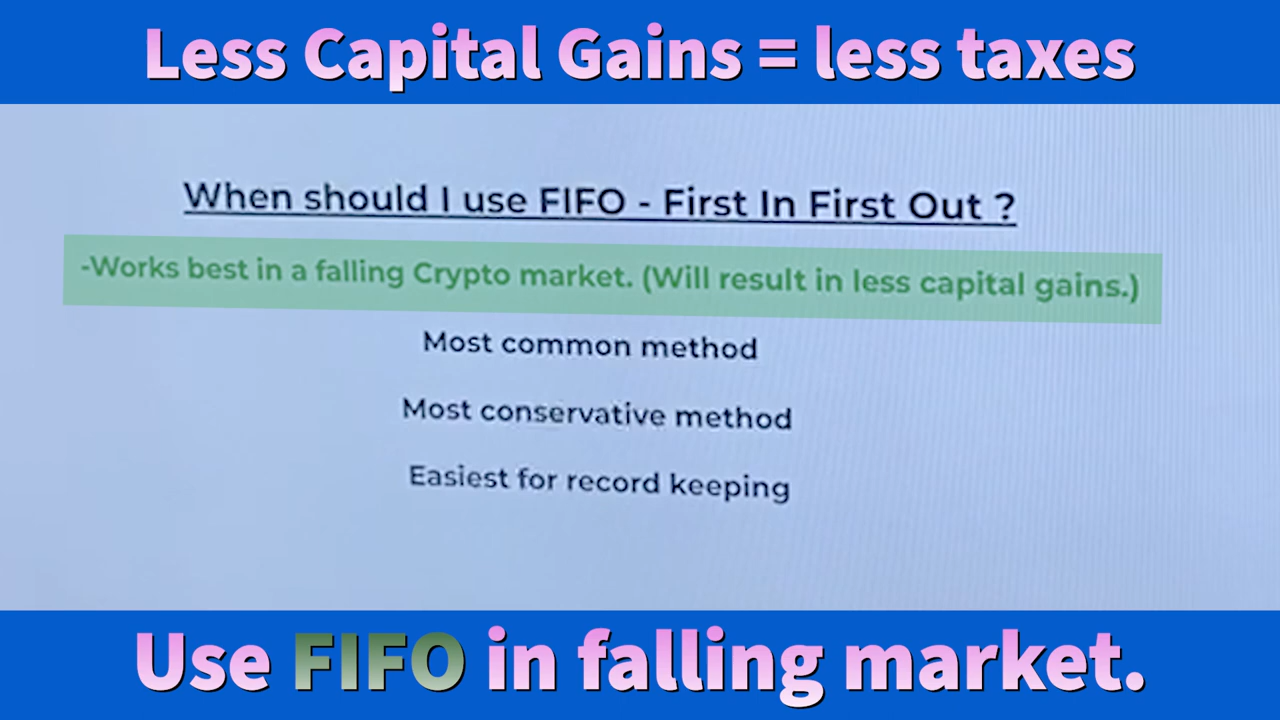 Less Capital Gains = less taxes
When should I use FIFO - First In First Out ?
-Works best in a falling Crypto market. (Will result in less capital gains.)
Most common method
Most conservative method
Easiest for record keeping
Use FIFO in falling market.